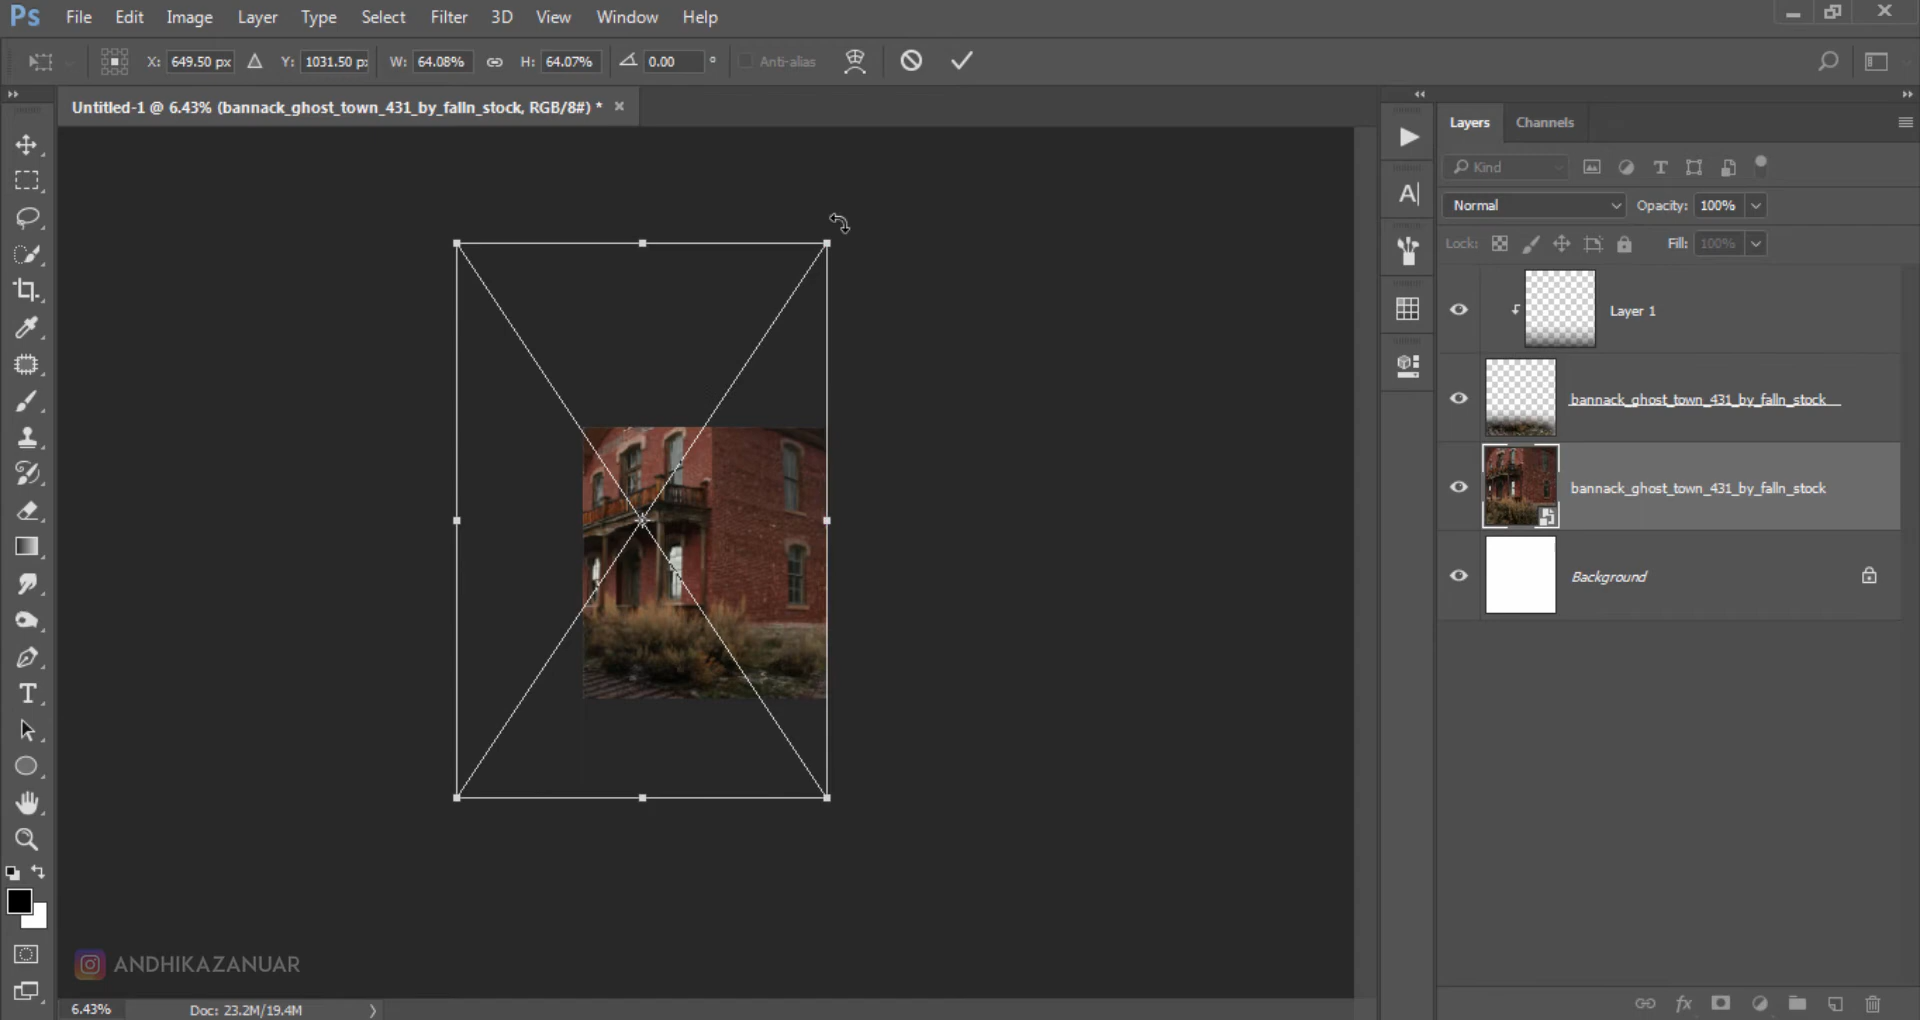 Ps File Edit Image Layer Type Select Filter 3D View Window Help
X: 649.50 px Y: 1031.50 p W: 64.08% H: 64.07% 0.00 ° Anti-alias
Untitled-1 @ 6.43% (bannack_ghost_town_431_by_falln_stock, RGB/8#) * ×
Layers Channels
Kind
Normal Opacity: 100%
Lock: Fill: 100%
Layer 1
bannack_ghost_town_431_by_falln_stock
bannack_ghost_town_431_by_falln_stock
Background
ANDHIKAZANUAR
6.43% Doc: 23.2M/19.4M